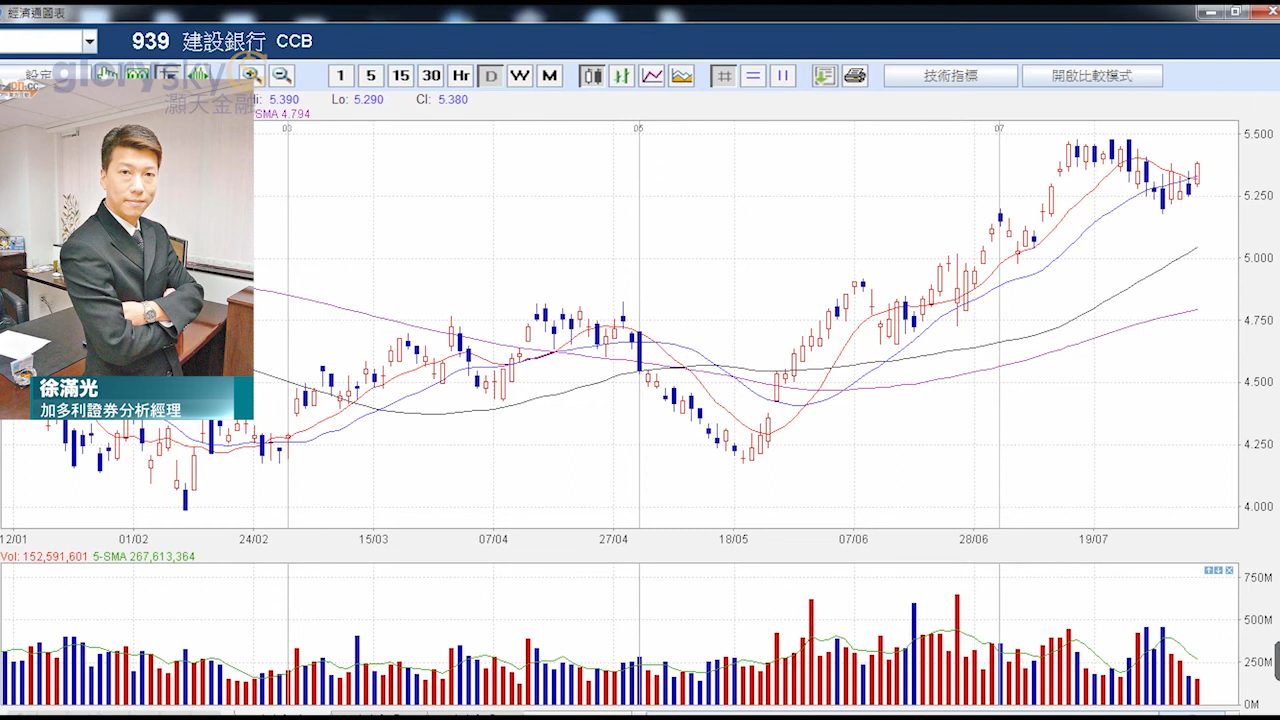 經濟通圖表
939 建設銀行 CCB
設定
1 5 15 30 Hr D W M
技術指標 開啟比較模式
glorysky
灝天金融
Hi: 5.390 Lo: 5.290 Cl: 5.380
SMA 4.794
03 05 07
5.500
5.250
5.000
4.750
4.500
4.250
4.000
徐滿光
加多利證券分析經理
12/01 01/02 24/02 15/03 07/04 27/04 18/05 07/06 28/06 19/07
Vol: 152,591,601 5-SMA 267,613,364
750M
500M
250M
0M